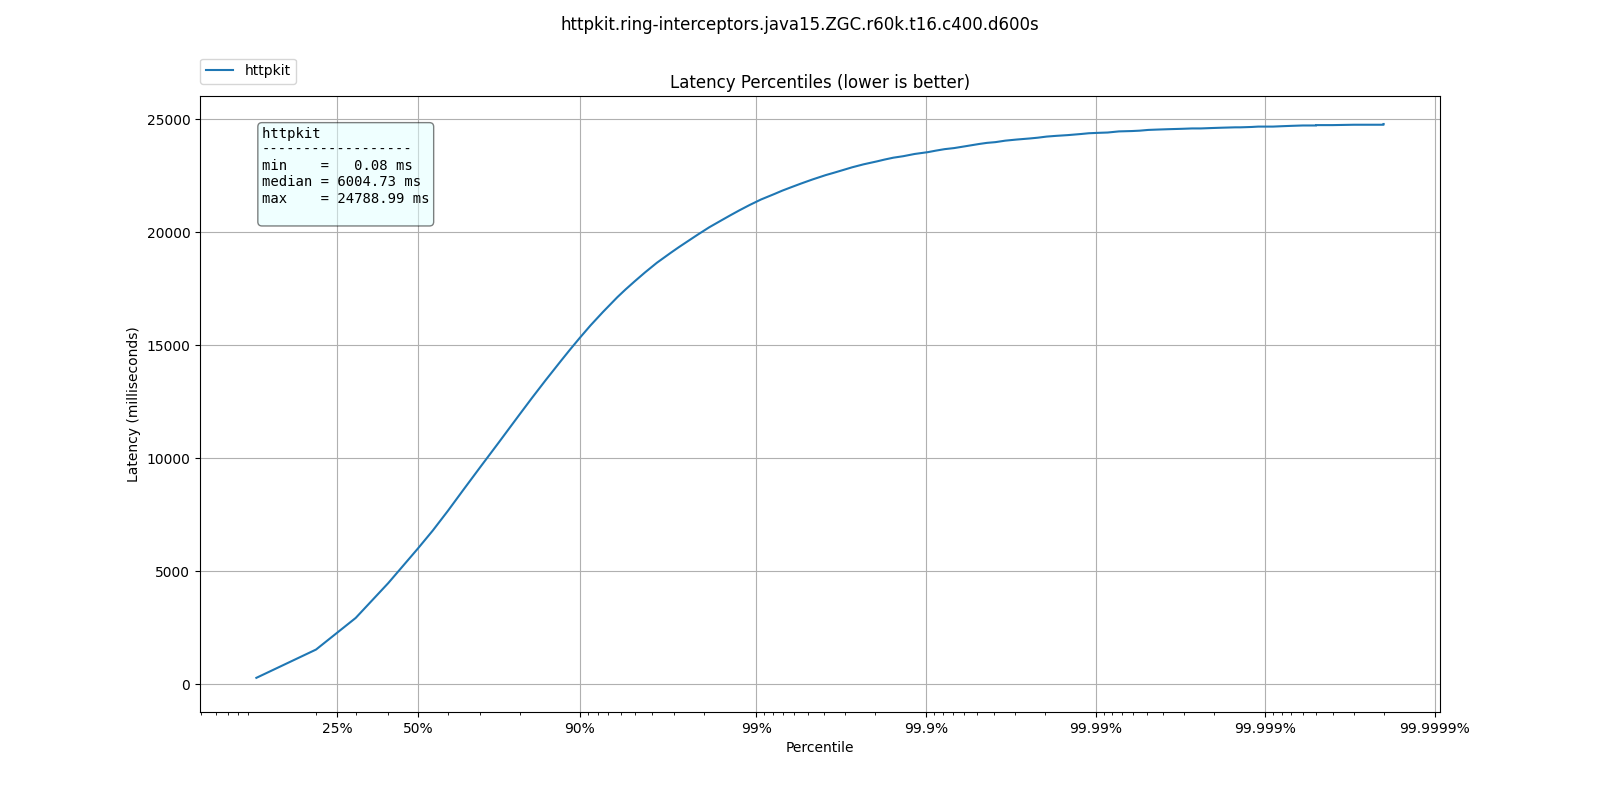 httpkit.ring-interceptors.java15.ZGC.r60k.t16.c400.d600s
httpkit
Latency Percentiles (lower is better)
25000
20000
15000
10000
5000
0
Latency (milliseconds)
httpkit
------------------
min    =   0.08 ms
median = 6004.73 ms
max    = 24788.99 ms
25% 50% 90% 99% 99.9% 99.99% 99.999% 99.9999%
Percentile